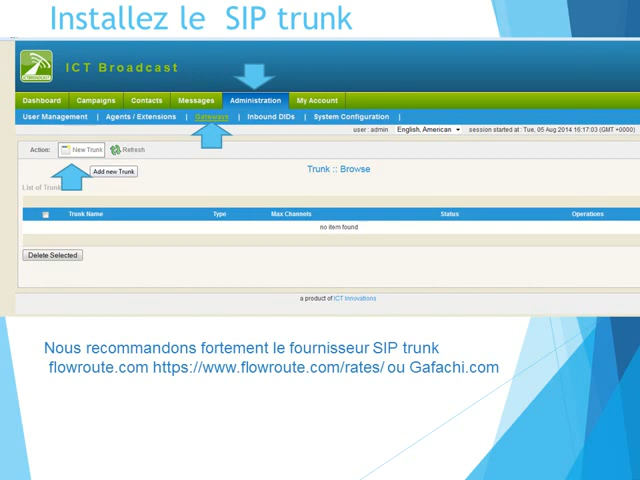 Installez le SIP trunk
ICT Broadcast
Dashboard Campaigns Contacts Messages Administration My Account
User Management | Agents / Extensions | Gateways | Inbound DIDs | System Configuration |
user : admin English, American session started at : Tue, 05 Aug 2014 16:17:03 (GMT +0000)
Action: New Trunk Refresh
Add new Trunk
Trunk :: Browse
List of Trunk
Trunk Name Type Max Channels Status Operations
no item found
Delete Selected
a product of ICT Innovations
Nous recommandons fortement le fournisseur SIP trunk
flowroute.com https://www.flowroute.com/rates/ ou Gafachi.com